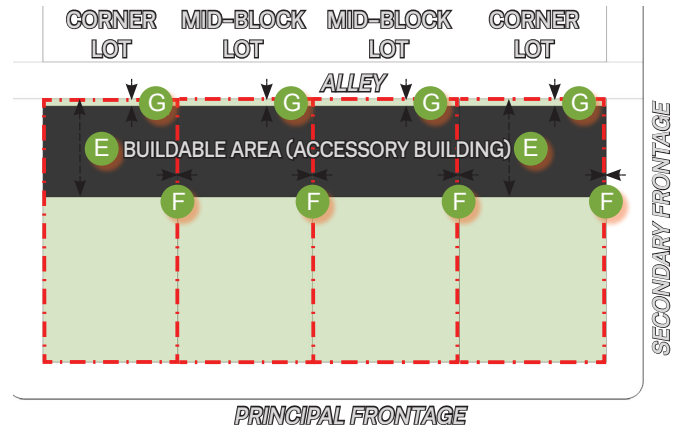 CORNER LOT
MID–BLOCK LOT
MID–BLOCK LOT
CORNER LOT
ALLEY
G
G
G
G
E BUILDABLE AREA (ACCESSORY BUILDING) E
F
F
F
F
SECONDARY FRONTAGE
PRINCIPAL FRONTAGE